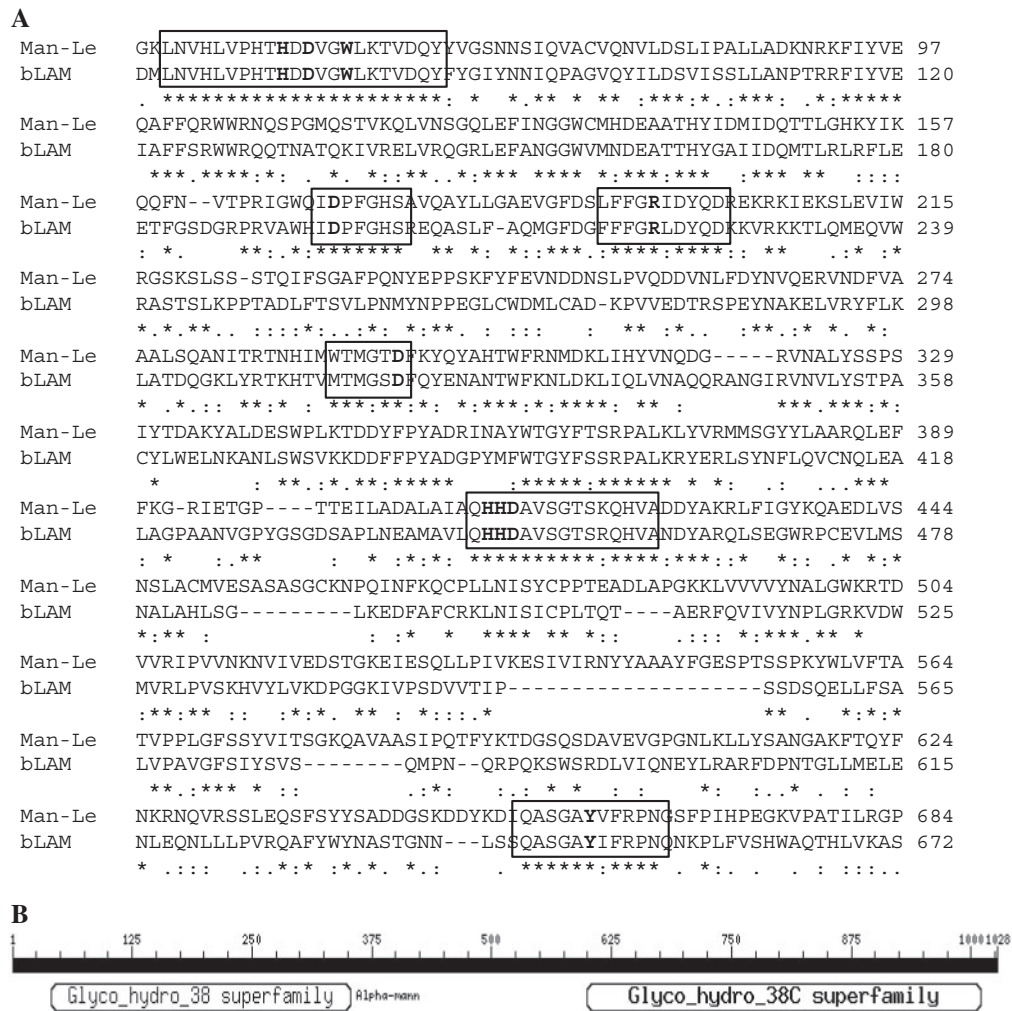 A
Man-Le GKLNVHLVPHTHDDVGWLKTVDQYYVGSNNSIQVACVQNVLDSLIPALLADKNRKFIYVE 97
bLAM DMLNVHLVPHTHDDVGWLKTVDQYFYGIYNNIQPAGVQYILDSVISSLLANPTRRFIYVE 120
. *********************: * *.** * ** :***:*.:***: .*:*****
Man-Le QAFFQRWWRNQSPGMQSTVKQLVNSGQLEFINGGWCMHDEAATHYIDMIDQTTLGHKYIK 157
bLAM IAFFSRWWRQQTNATQKIVRELVRQGRLEFANGGWVMNDEATTHYGAIIDQMTLRLRFLE 180
***.****:*: . *. *::**..*:*** **** *:***:*** :*** ** ::::
Man-Le QQFN--VTPRIGWQIDPFGHSAVQAYLLGAEVGFDSLFFGRIDYQDREKRKIEKSLEVIW 215
bLAM ETFGSDGRPRVAWHIDPFGHSREQASLF-AQMGFDGFFFGRLDYQDKKVRKKTLQMEQVW 239
: *. **:.*:******* ** *: *::***.:****:****:: ** .:* :*
Man-Le RGSKSLSS-STQIFSGAFPQNYEPPSKFYFEVNDDNSLPVQDDVNLFDYNVQERVNDFVA 274
bLAM RASTSLKPPTADLFTSVLPNMYNPPEGLCWDMLCAD-KPVVEDTRSPEYNAKELVRYFLK 298
*.*.**.. :::*:..:*: *:**. : ::: : ** :*.. :**.:* *. *:
Man-Le AALSQANITRTNHIMWTMGTDFKYQYAHTWFRNMDKLIHYVNQDG-----RVNALYSSPS 329
bLAM LATDQGKLYRTKHTVMTMGSDFQYENANTWFKNLDKLIQLVNAQQRANGIRVNVLYSTPA 358
* .*.:: **:* : ***:**:*: *:***:*:****: ** : ***.***:*:
Man-Le IYTDAKYALDESWPLKTDDYFPYADRINAYWTGYFTSRPALKLYVRMMSGYYLAARQLEF 389
bLAM CYLWELNKANLSWSVKKDDFFPYADGPYMFWTGYFSSRPALKRYERLSYNFLQVCNQLEA 418
* : **.:*.**:***** :*****:****** * *: .: ...***
Man-Le FKG-RIETGP----TTEILADALAIAQHHDAVSGTSKQHVADDYAKRLFIGYKQAEDLVS 444
bLAM LAGPAANVGPYGSGDSAPLNEAMAVLQHHDAVSGTSRQHVANDYARQLSEGWRPCEVLMS 478
: * :.** : * :*:*: **********:****:***::* *:: .* *:*
Man-Le NSLACMVESASASGCKNPQINFKQCPLLNISYCPPTEADLAPGKKLVVVVYNALGWKRTD 504
bLAM NALAHLSG---------LKEDFAFCRKLNISICPLTQT----AERFQVIVYNPLGRKVDW 525
*:** : : :* * **** ** *:: .::: *:***.** *
Man-Le VVRIPVVNKNVIVEDSTGKEIESQLLPIVKESIVIRNYYAAAYFGESPTSSPKYWLVFTA 564
bLAM MVRLPVSKHVYLVKDPGGKIVPSDVVTIP--------------------SSDSQELLFSA 565
:**:** :: :*:*. ** : *:::.* ** . *:*:*
Man-Le TVPPLGFSSYVITSGKQAVAASIPQTFYKTDGSQSDAVEVGPGNLKLLYSANGAKFTQYF 624
bLAM LVPAVGFSIYSVS--------QMPN--QRPQKSWSRDLVIQNEYLRARFDPNTGLLMELE 615
**.:*** * :: .:*: :.: * * : : *: :..* . : :
Man-Le NKRNQVRSSLEQSFSYYSADDGSKDDYKDIQASGAYVFRPNGSFPIHPEGKVPATILRGP 684
bLAM NLEQNLLLPVRQAFYWYNASTGNN---LSSQASGAYIFRPNQNKPLFVSHWAQTHLVKAS 672
* .::: .:.*:* :*.*. *.: . ******:**** . *:. . . : :::..
B
1 125 250 375 500 625 750 875 1000 1028
Glyco_hydro_38 superfamily Alpha-mann Glyco_hydro_38C superfamily